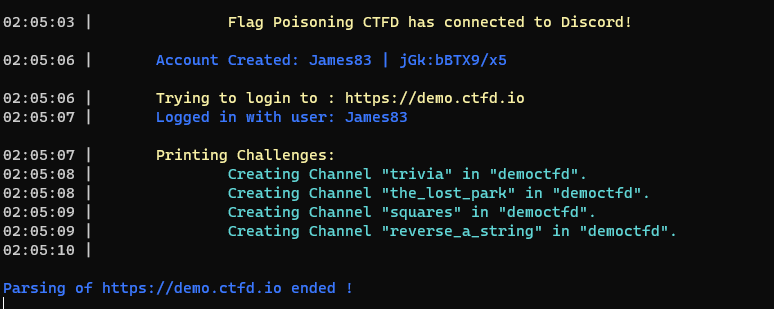 02:05:03 | Flag Poisoning CTFD has connected to Discord!
02:05:06 | Account Created: James83 | jGk:bBTX9/x5
02:05:06 | Trying to login to : https://demo.ctfd.io
02:05:07 | Logged in with user: James83
02:05:07 | Printing Challenges:
02:05:08 | Creating Channel "trivia" in "democtfd".
02:05:08 | Creating Channel "the_lost_park" in "democtfd".
02:05:09 | Creating Channel "squares" in "democtfd".
02:05:09 | Creating Channel "reverse_a_string" in "democtfd".
02:05:10 |
Parsing of https://demo.ctfd.io ended !